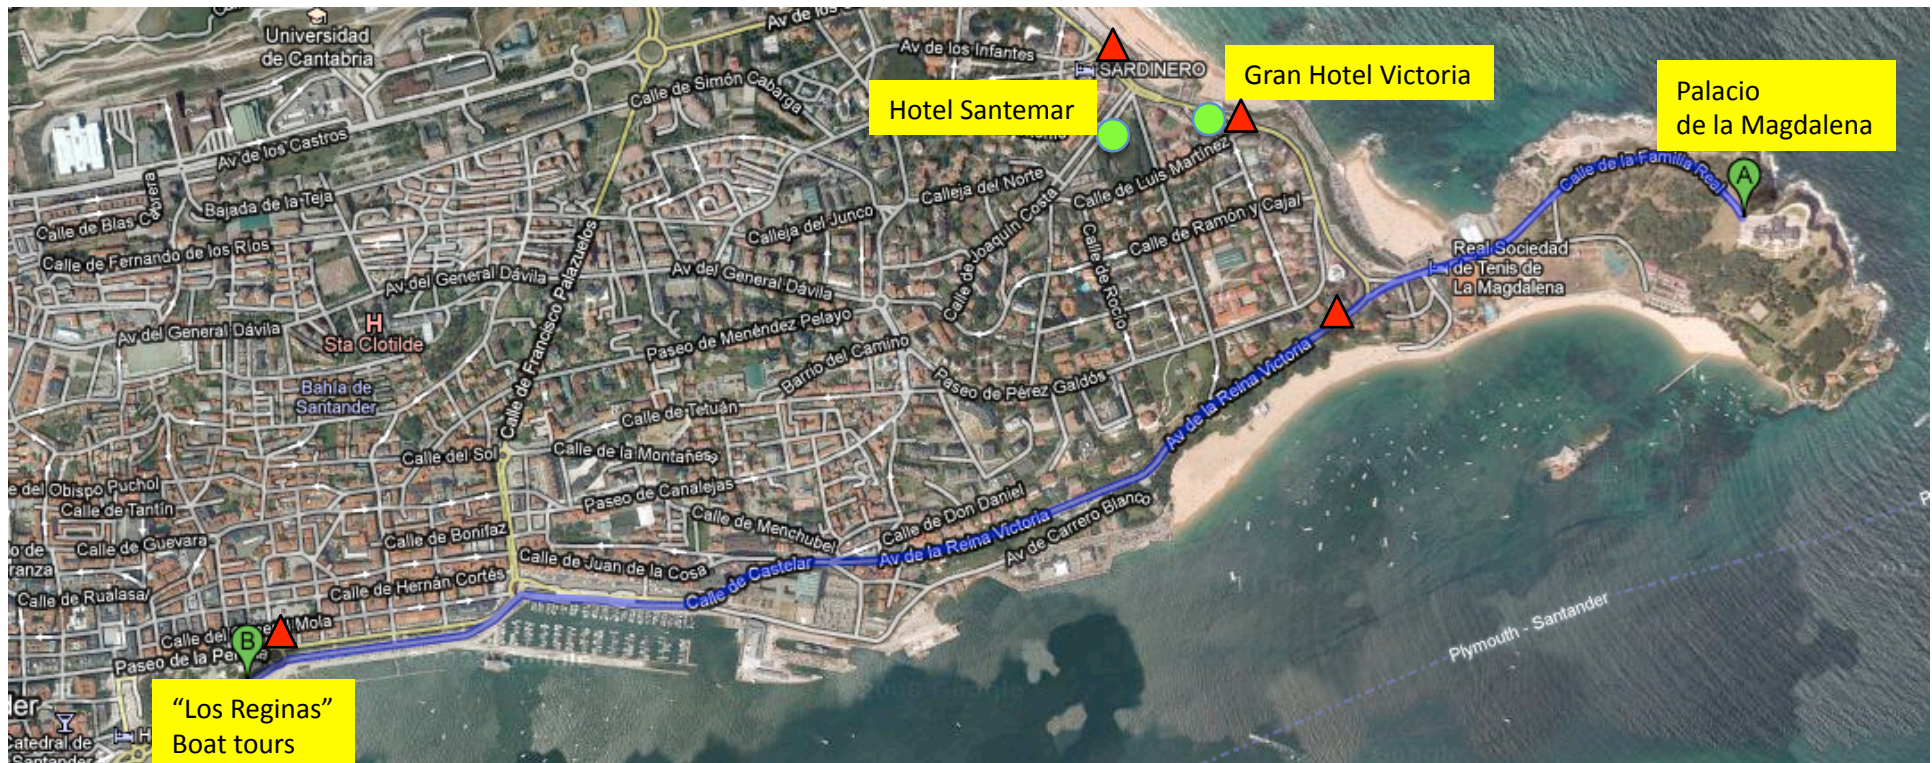 Universidad
de Cantabria
Av de los Infantes
SARDINERO
Gran Hotel Victoria
Palacio
de la Magdalena
Hotel Santemar
Calle de Simón Cabarga
Av de los Castros
Calle de Blas Cabrera
Bajada de la Teja
Calle de Fernando de los Ríos
Calleja del Norte
Calleja del Junco
Calle de Luis Martínez
Calle de Ramón y Cajal
Calle de Joaquín Costa
Calle de Rocío
Calle de la Familia Real
A
Real Sociedad
de Tenis de
La Magdalena
Av del General Dávila
Av del General Dávila
Av del General Dávila
Calle de Francisco Palazuelos
H
Sta Clotilde
Paseo de Menéndez Pelayo
Barrio del Camino
Bahía de
Santander
Paseo de Pérez Galdós
Av de la Reina Victoria
Calle de Tetuán
Calle del Sol
Calle de la Montañesa
e del Obispo Puchol
Calle de Tantín
Paseo de Canalejas
Calle de Menchubel
Calle de Don Daniel
Av de la Reina Victoria
Av de Carrero Blanco
Calle de Guevara
Calle de Bonifaz
Calle de Juan de la Cosa
Calle de Castelar
Calle de Hernán Cortés
Calle de Rualasal
Mola
Paseo de la Pere
B
Plymouth - Santander
"Los Reginas"
Boat tours
der
Catedral de
Santander